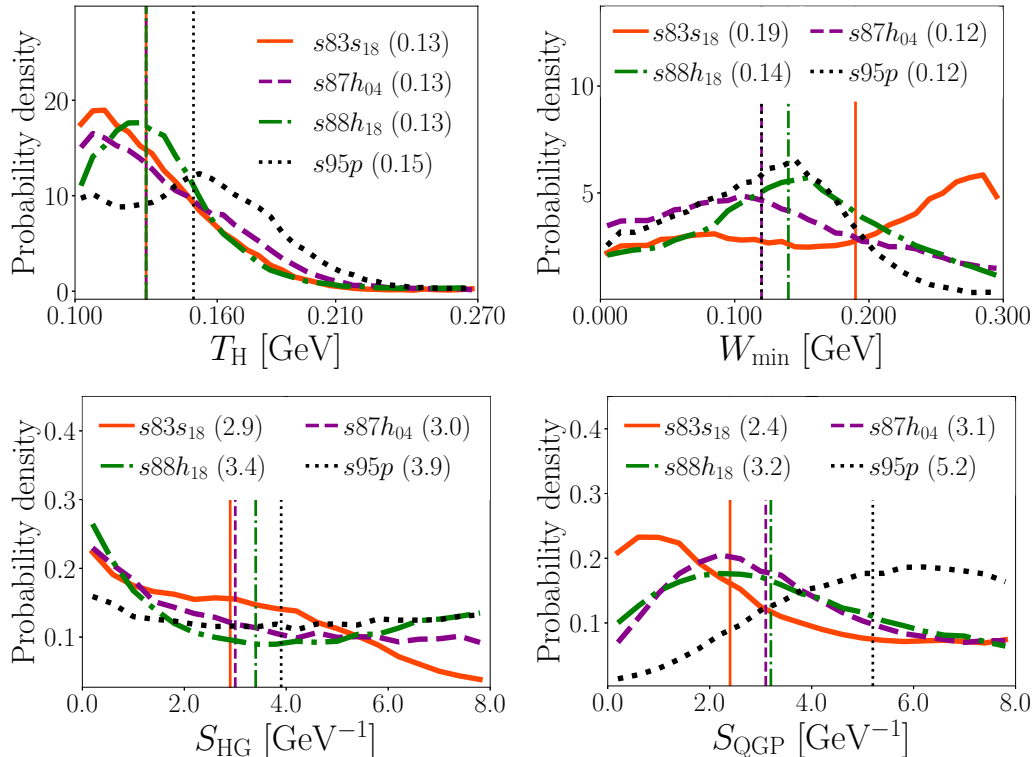 Probability density
20
10
0
s83s₁₈ (0.13)
s87h₀₄ (0.13)
s88h₁₈ (0.13)
s95p (0.15)
0.100 0.160 0.210 0.270
T_H [GeV]
Probability density
10
5
s83s₁₈ (0.19) s87h₀₄ (0.12)
s88h₁₈ (0.14) s95p (0.12)
0.000 0.100 0.200 0.300
W_min [GeV]
Probability density
0.4
0.3
0.2
0.1
s83s₁₈ (2.9) s87h₀₄ (3.0)
s88h₁₈ (3.4) s95p (3.9)
0.0 2.0 4.0 6.0 8.0
S_HG [GeV⁻¹]
Probability density
0.4
0.3
0.2
0.1
s83s₁₈ (2.4) s87h₀₄ (3.1)
s88h₁₈ (3.2) s95p (5.2)
0.0 2.0 4.0 6.0 8.0
S_QGP [GeV⁻¹]